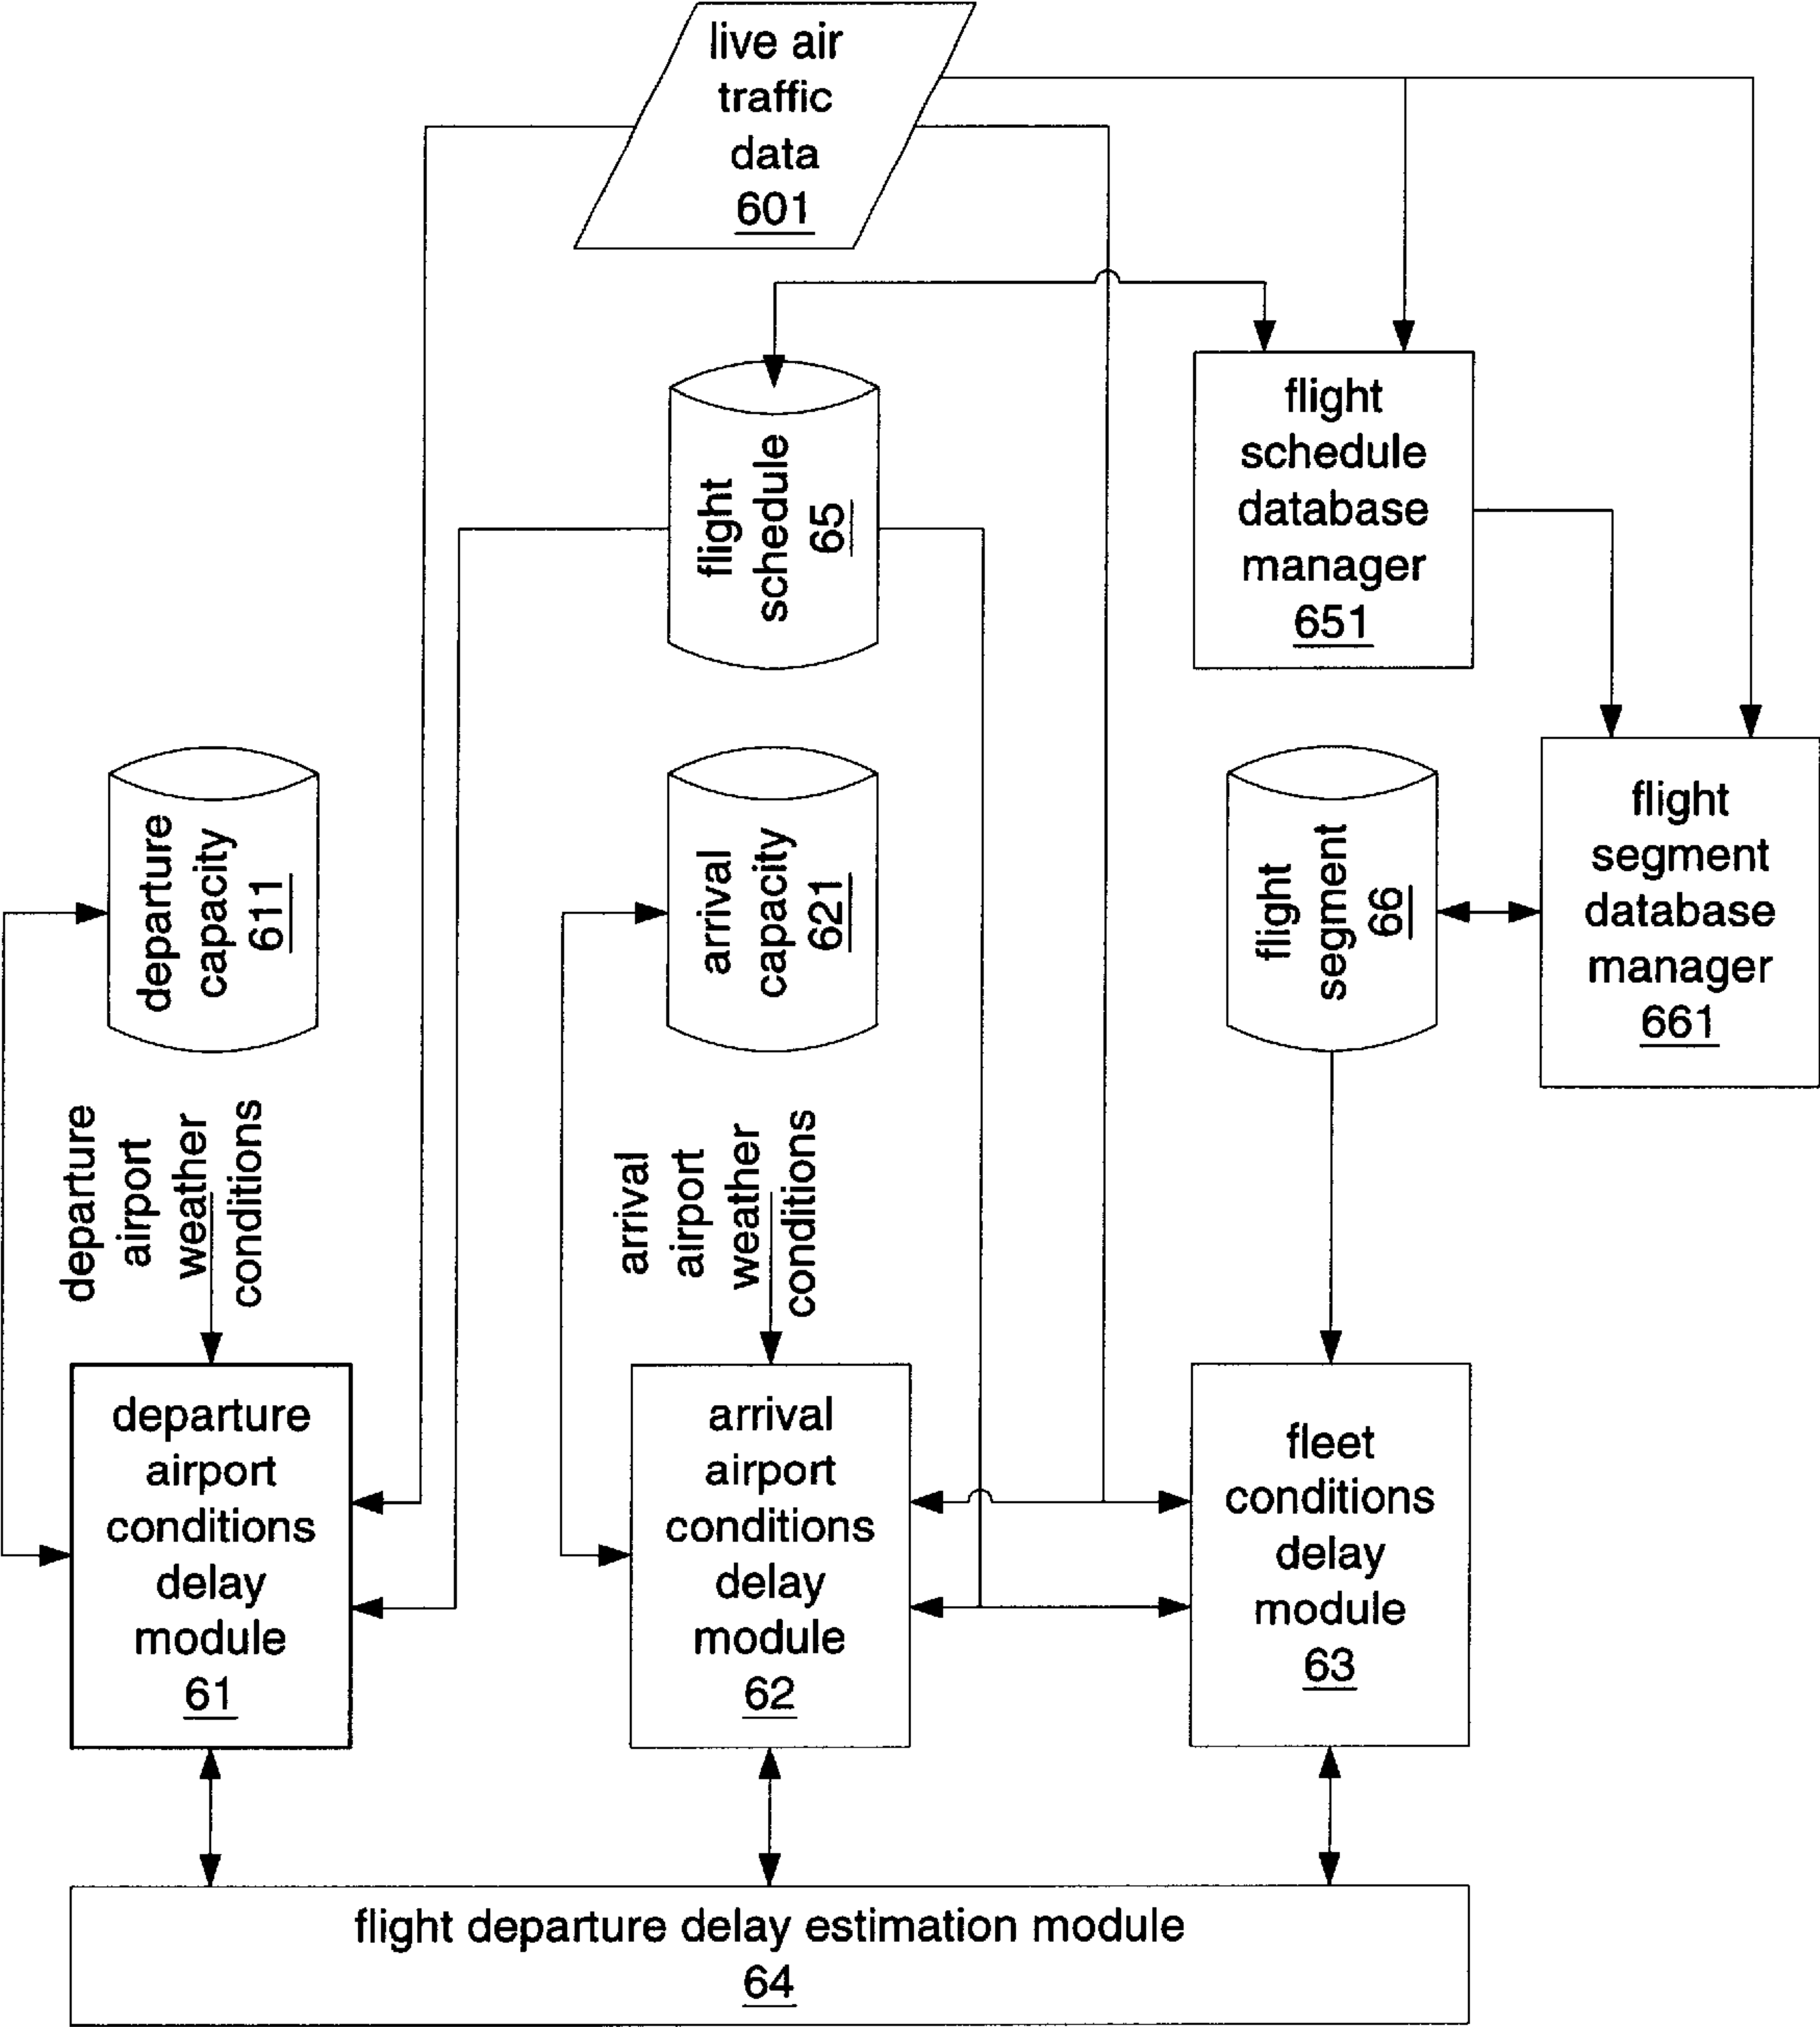 live air
traffic
data
601
flight
schedule
65
flight
schedule
database
manager
651
departure
capacity
611
arrival
capacity
621
flight
segment
66
flight
segment
database
manager
661
departure
airport
weather
conditions
arrival
airport
weather
conditions
departure
airport
conditions
delay
module
61
arrival
airport
conditions
delay
module
62
fleet
conditions
delay
module
63
flight departure delay estimation module
64